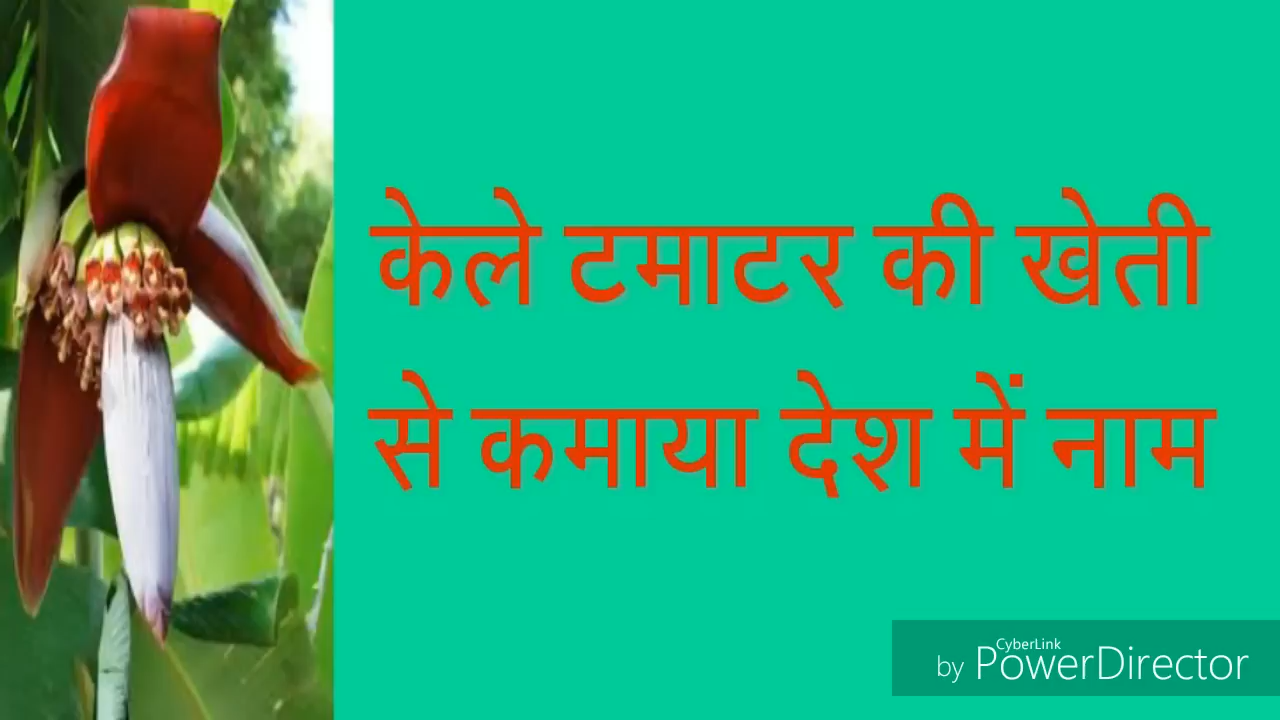 केले टमाटर की खेती
से कमाया देश में नाम
CyberLink
by PowerDirector